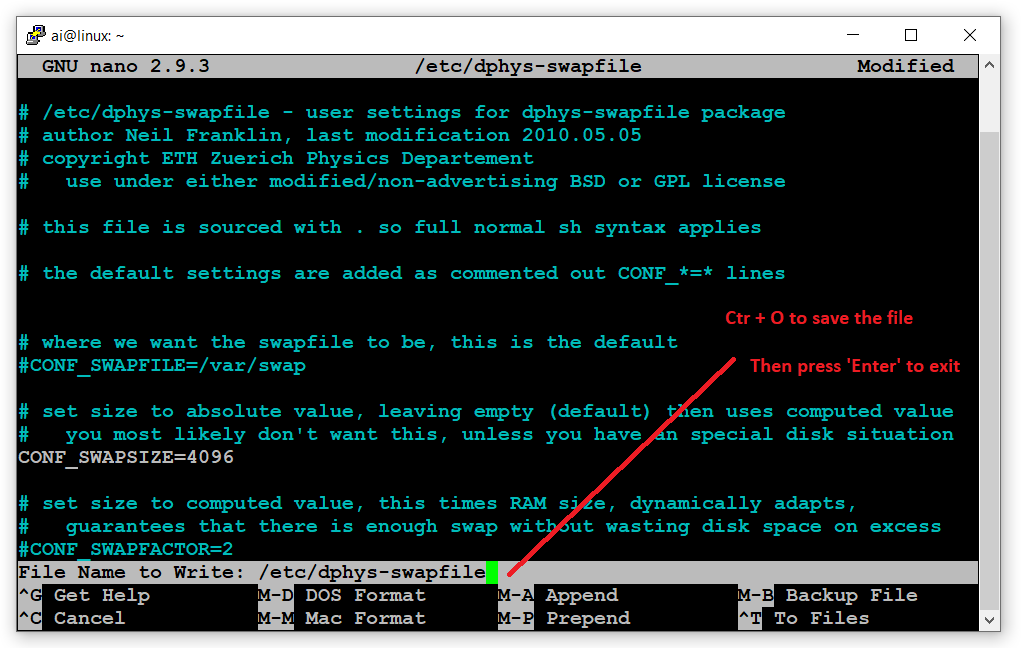 ai@linux: ~
GNU nano 2.9.3 /etc/dphys-swapfile Modified
# /etc/dphys-swapfile - user settings for dphys-swapfile package
# author Neil Franklin, last modification 2010.05.05
# copyright ETH Zuerich Physics Departement
#   use under either modified/non-advertising BSD or GPL license
# this file is sourced with . so full normal sh syntax applies
# the default settings are added as commented out CONF_*=* lines
Ctr + O to save the file
# where we want the swapfile to be, this is the default
#CONF_SWAPFILE=/var/swap
Then press 'Enter' to exit
# set size to absolute value, leaving empty (default) then uses computed value
#   you most likely don't want this, unless you have an special disk situation
CONF_SWAPSIZE=4096
# set size to computed value, this times RAM size, dynamically adapts,
#   guarantees that there is enough swap without wasting disk space on excess
#CONF_SWAPFACTOR=2
File Name to Write: /etc/dphys-swapfile
^G Get Help M-D DOS Format M-A Append M-B Backup File
^C Cancel M-M Mac Format M-P Prepend ^T To Files